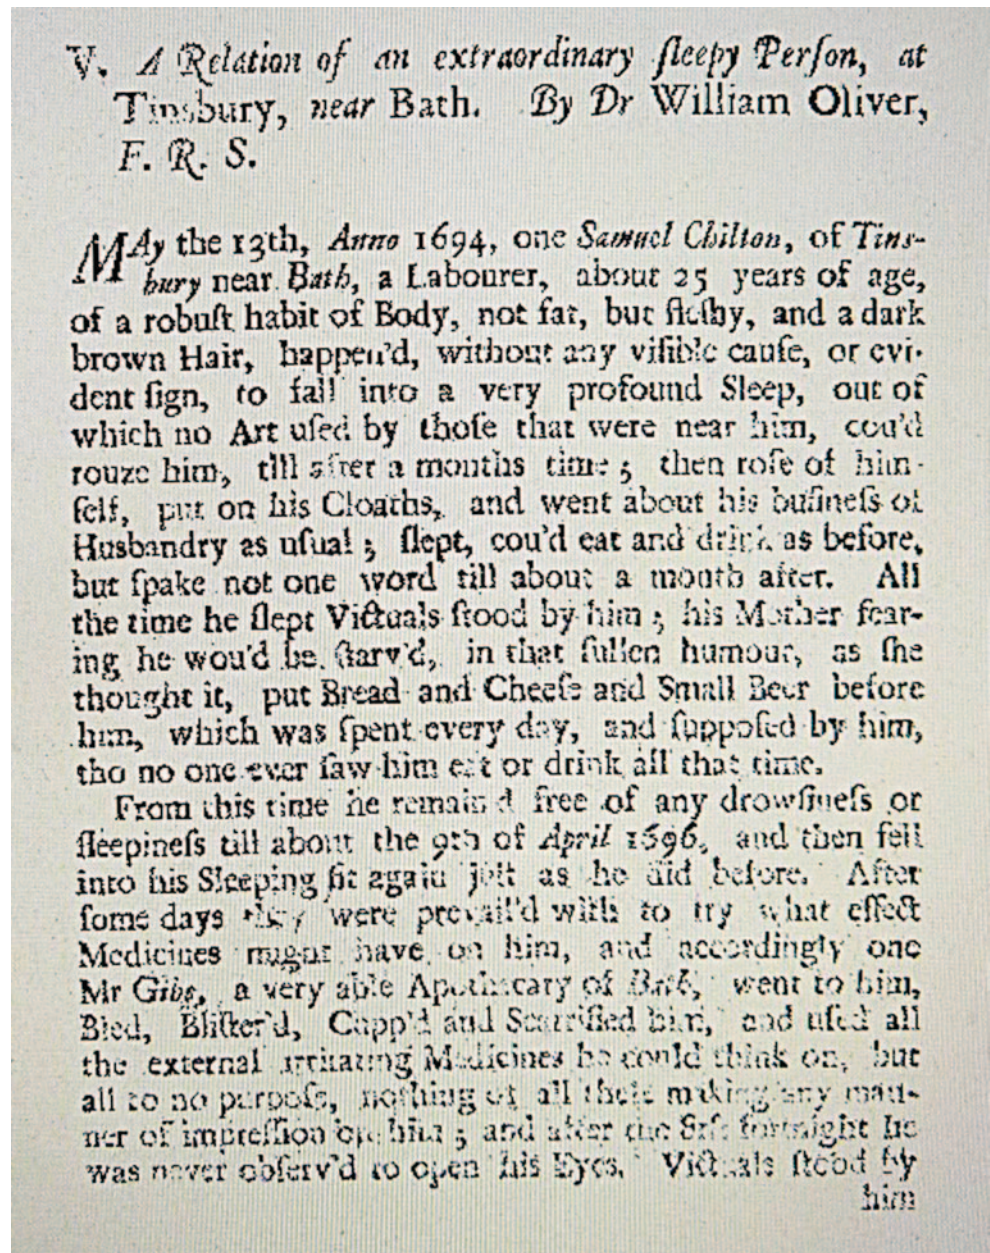 V. A Relation of an extraordinary ſleepy Perſon, at
Tinsbury, near Bath. By Dr William Oliver,
F. R. S.
MAy the 13th, Anno 1694, one Samuel Chilton, of Tins-
bury near Bath, a Labourer, about 25 years of age,
of a robuſt habit of Body, not fat, but fleſhy, and a dark
brown Hair, happen'd, without any viſible cauſe, or evi-
dent ſign, to fall into a very profound Sleep, out of
which no Art uſed by thoſe that were near him, cou'd
rouze him, till after a months time; then roſe of him-
ſelf, put on his Cloaths, and went about his buſineſs of
Husbandry as uſual; ſlept, cou'd eat and drink as before,
but ſpake not one word till about a month after. All
the time he ſlept Victuals ſtood by him; his Mother fear-
ing he wou'd be ſtarv'd, in that ſullen humour, as ſhe
thought it, put Bread and Cheeſe and Small Beer before
him, which was ſpent every day, and ſuppoſed by him,
tho no one ever ſaw him eat or drink all that time.
From this time he remain'd free of any drowſineſs or
ſleepineſs till about the 9th of April 1696, and then fell
into his Sleeping fit again juſt as he did before. After
ſome days they were prevail'd with to try what effect
Medicines might have on him, and accordingly one
Mr Gibs, a very able Apothecary of Bath, went to him,
Bled, Bliſter'd, Cupp'd and Scarrified him, and uſed all
the external irritating Medicines he could think on, but
all to no purpoſe, nothing of all theſe making any man-
ner of impreſſion on him; and after the firſt fortnight he
was never obſerv'd to open his Eyes. Victuals ſtood by
him